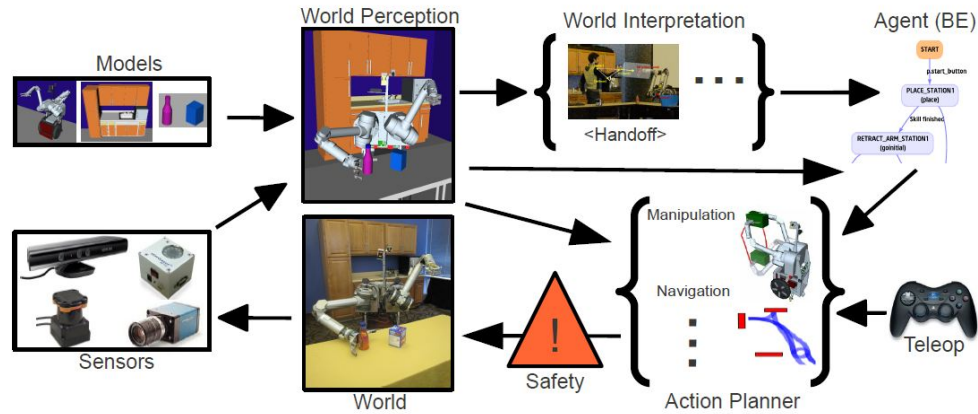 World Perception
World Interpretation
Agent (BE)
Models
START
p.start_button
PLACE_STATION1
(place)
Skill finished
RETRACT_ARM_STATION1
(goinitial)
<Handoff>
Manipulation
Navigation
Sensors
World
!
Safety
Action Planner
Teleop